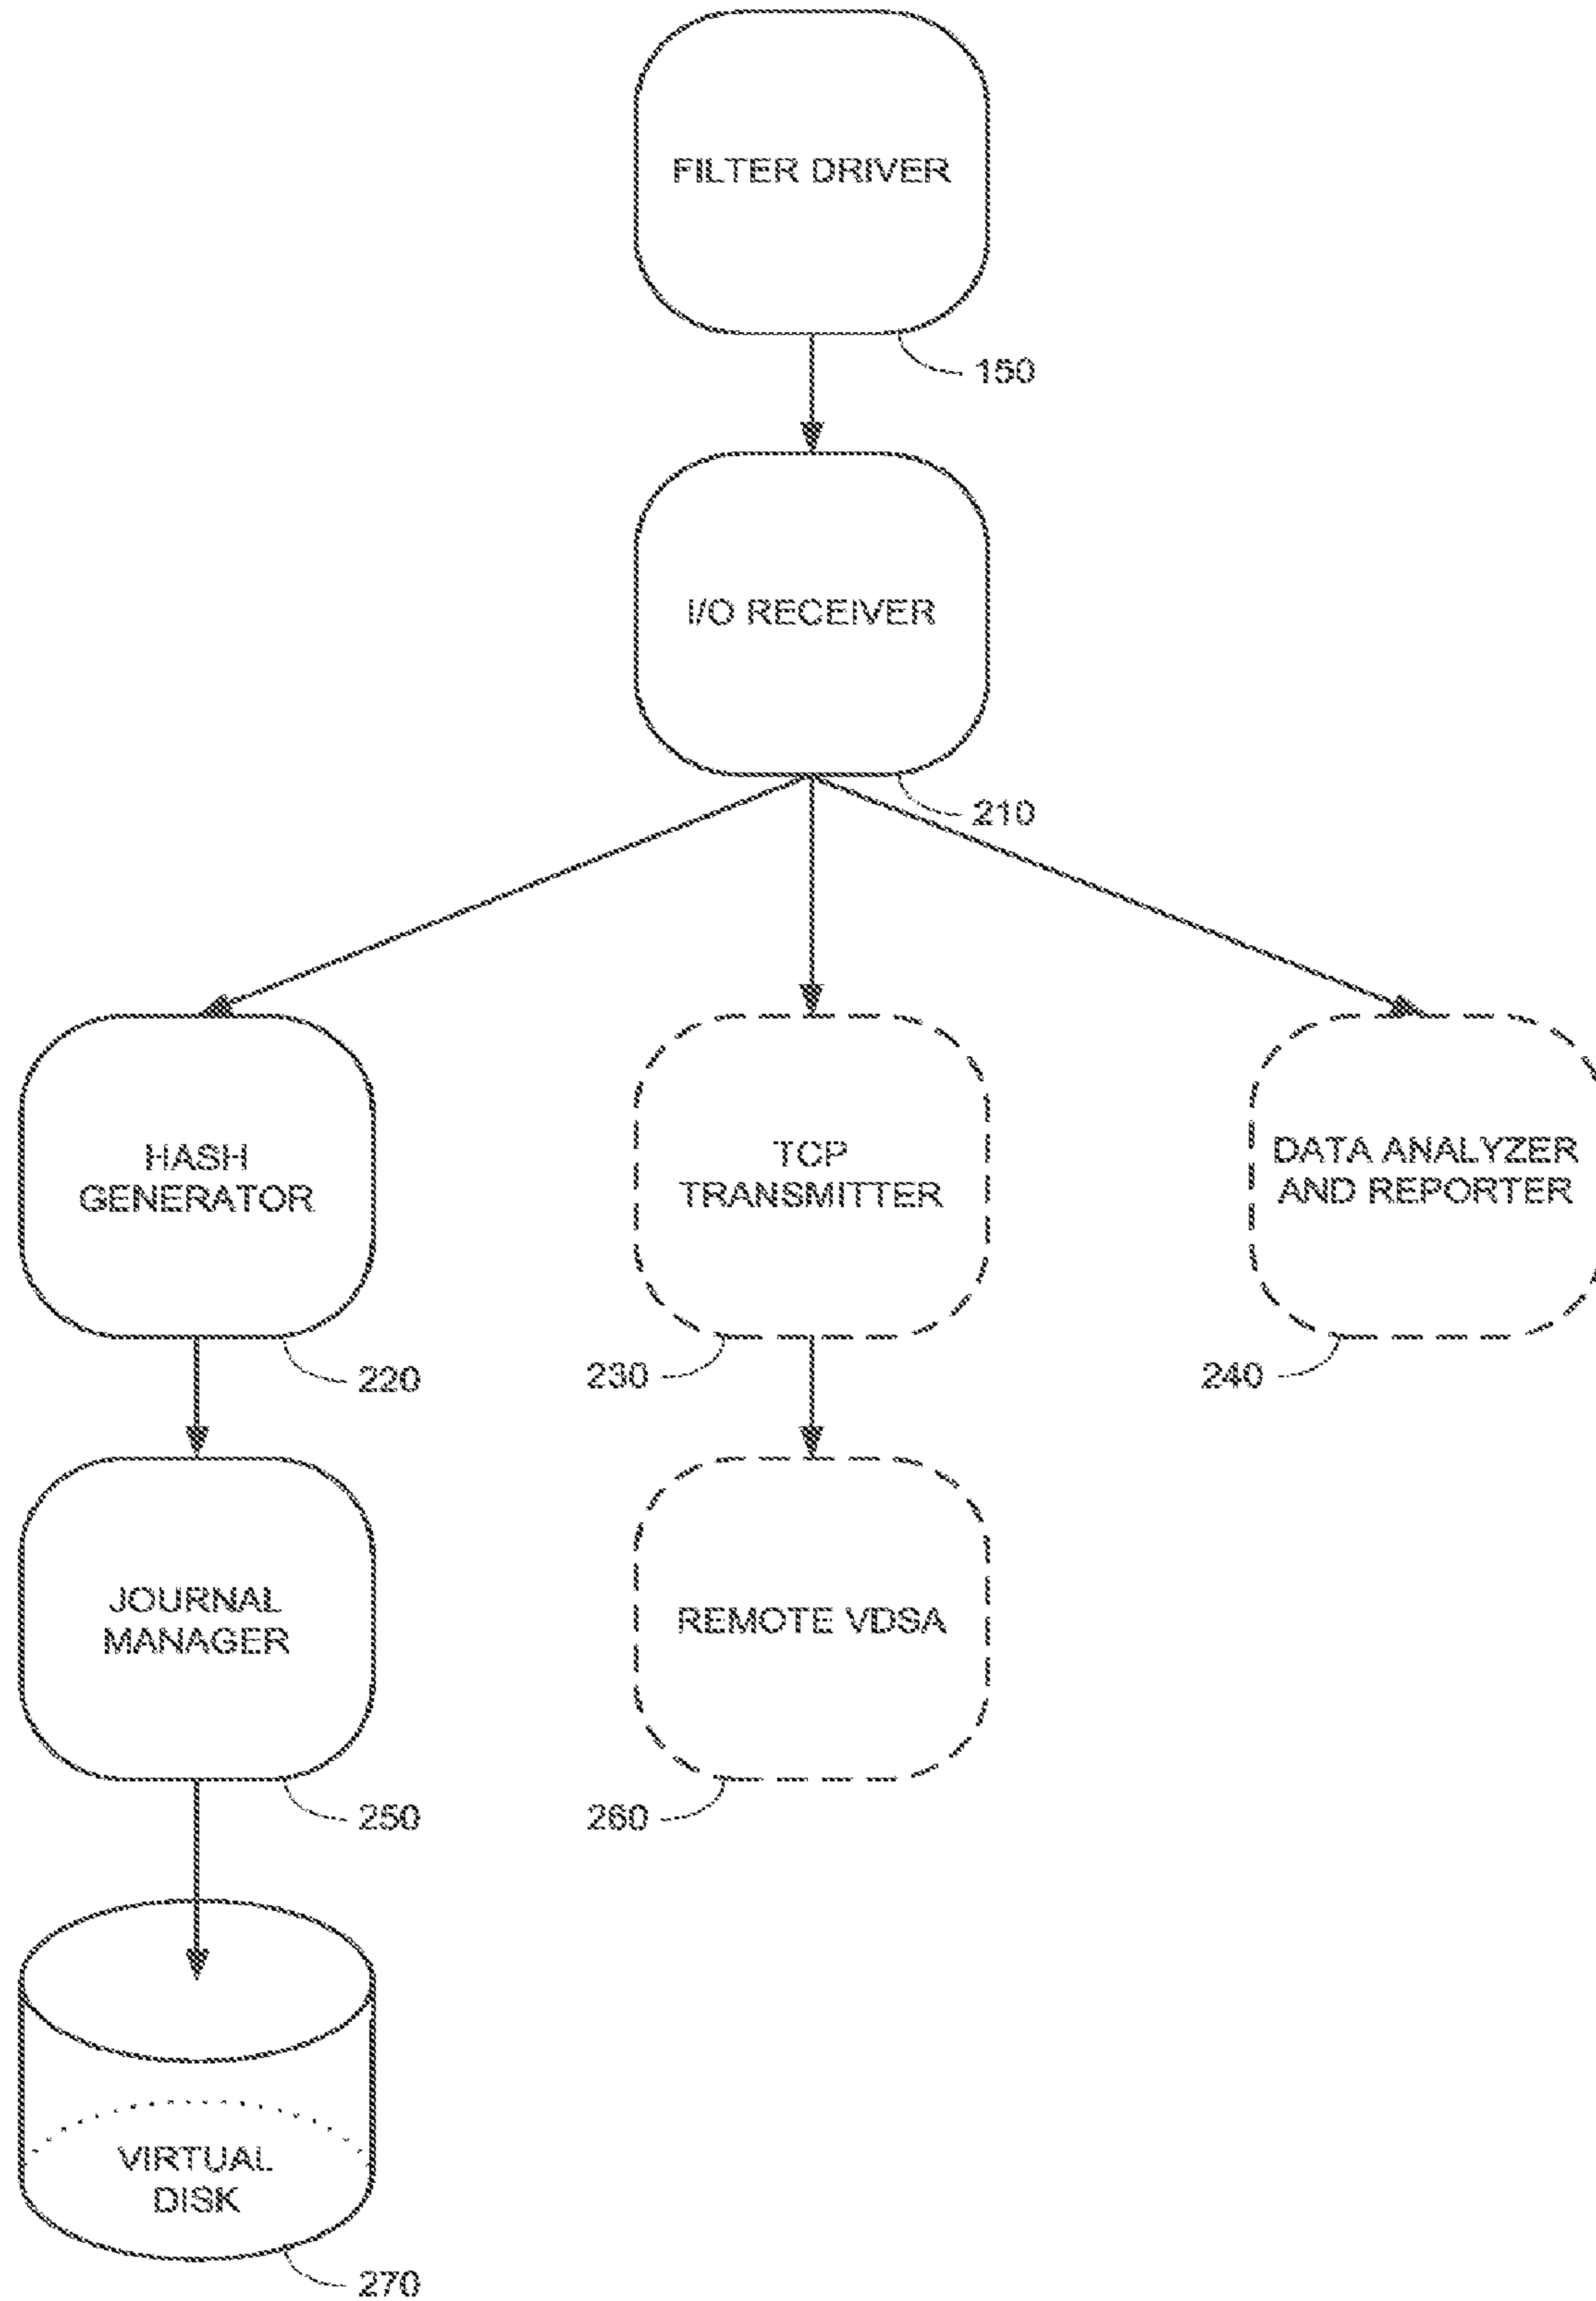 FILTER DRIVER
150
I/O RECEIVER
210
HASH
GENERATOR
220
TCP
TRANSMITTER
230
DATA ANALYZER
AND REPORTER
240
JOURNAL
MANAGER
250
REMOTE VDSA
260
VIRTUAL
DISK
270